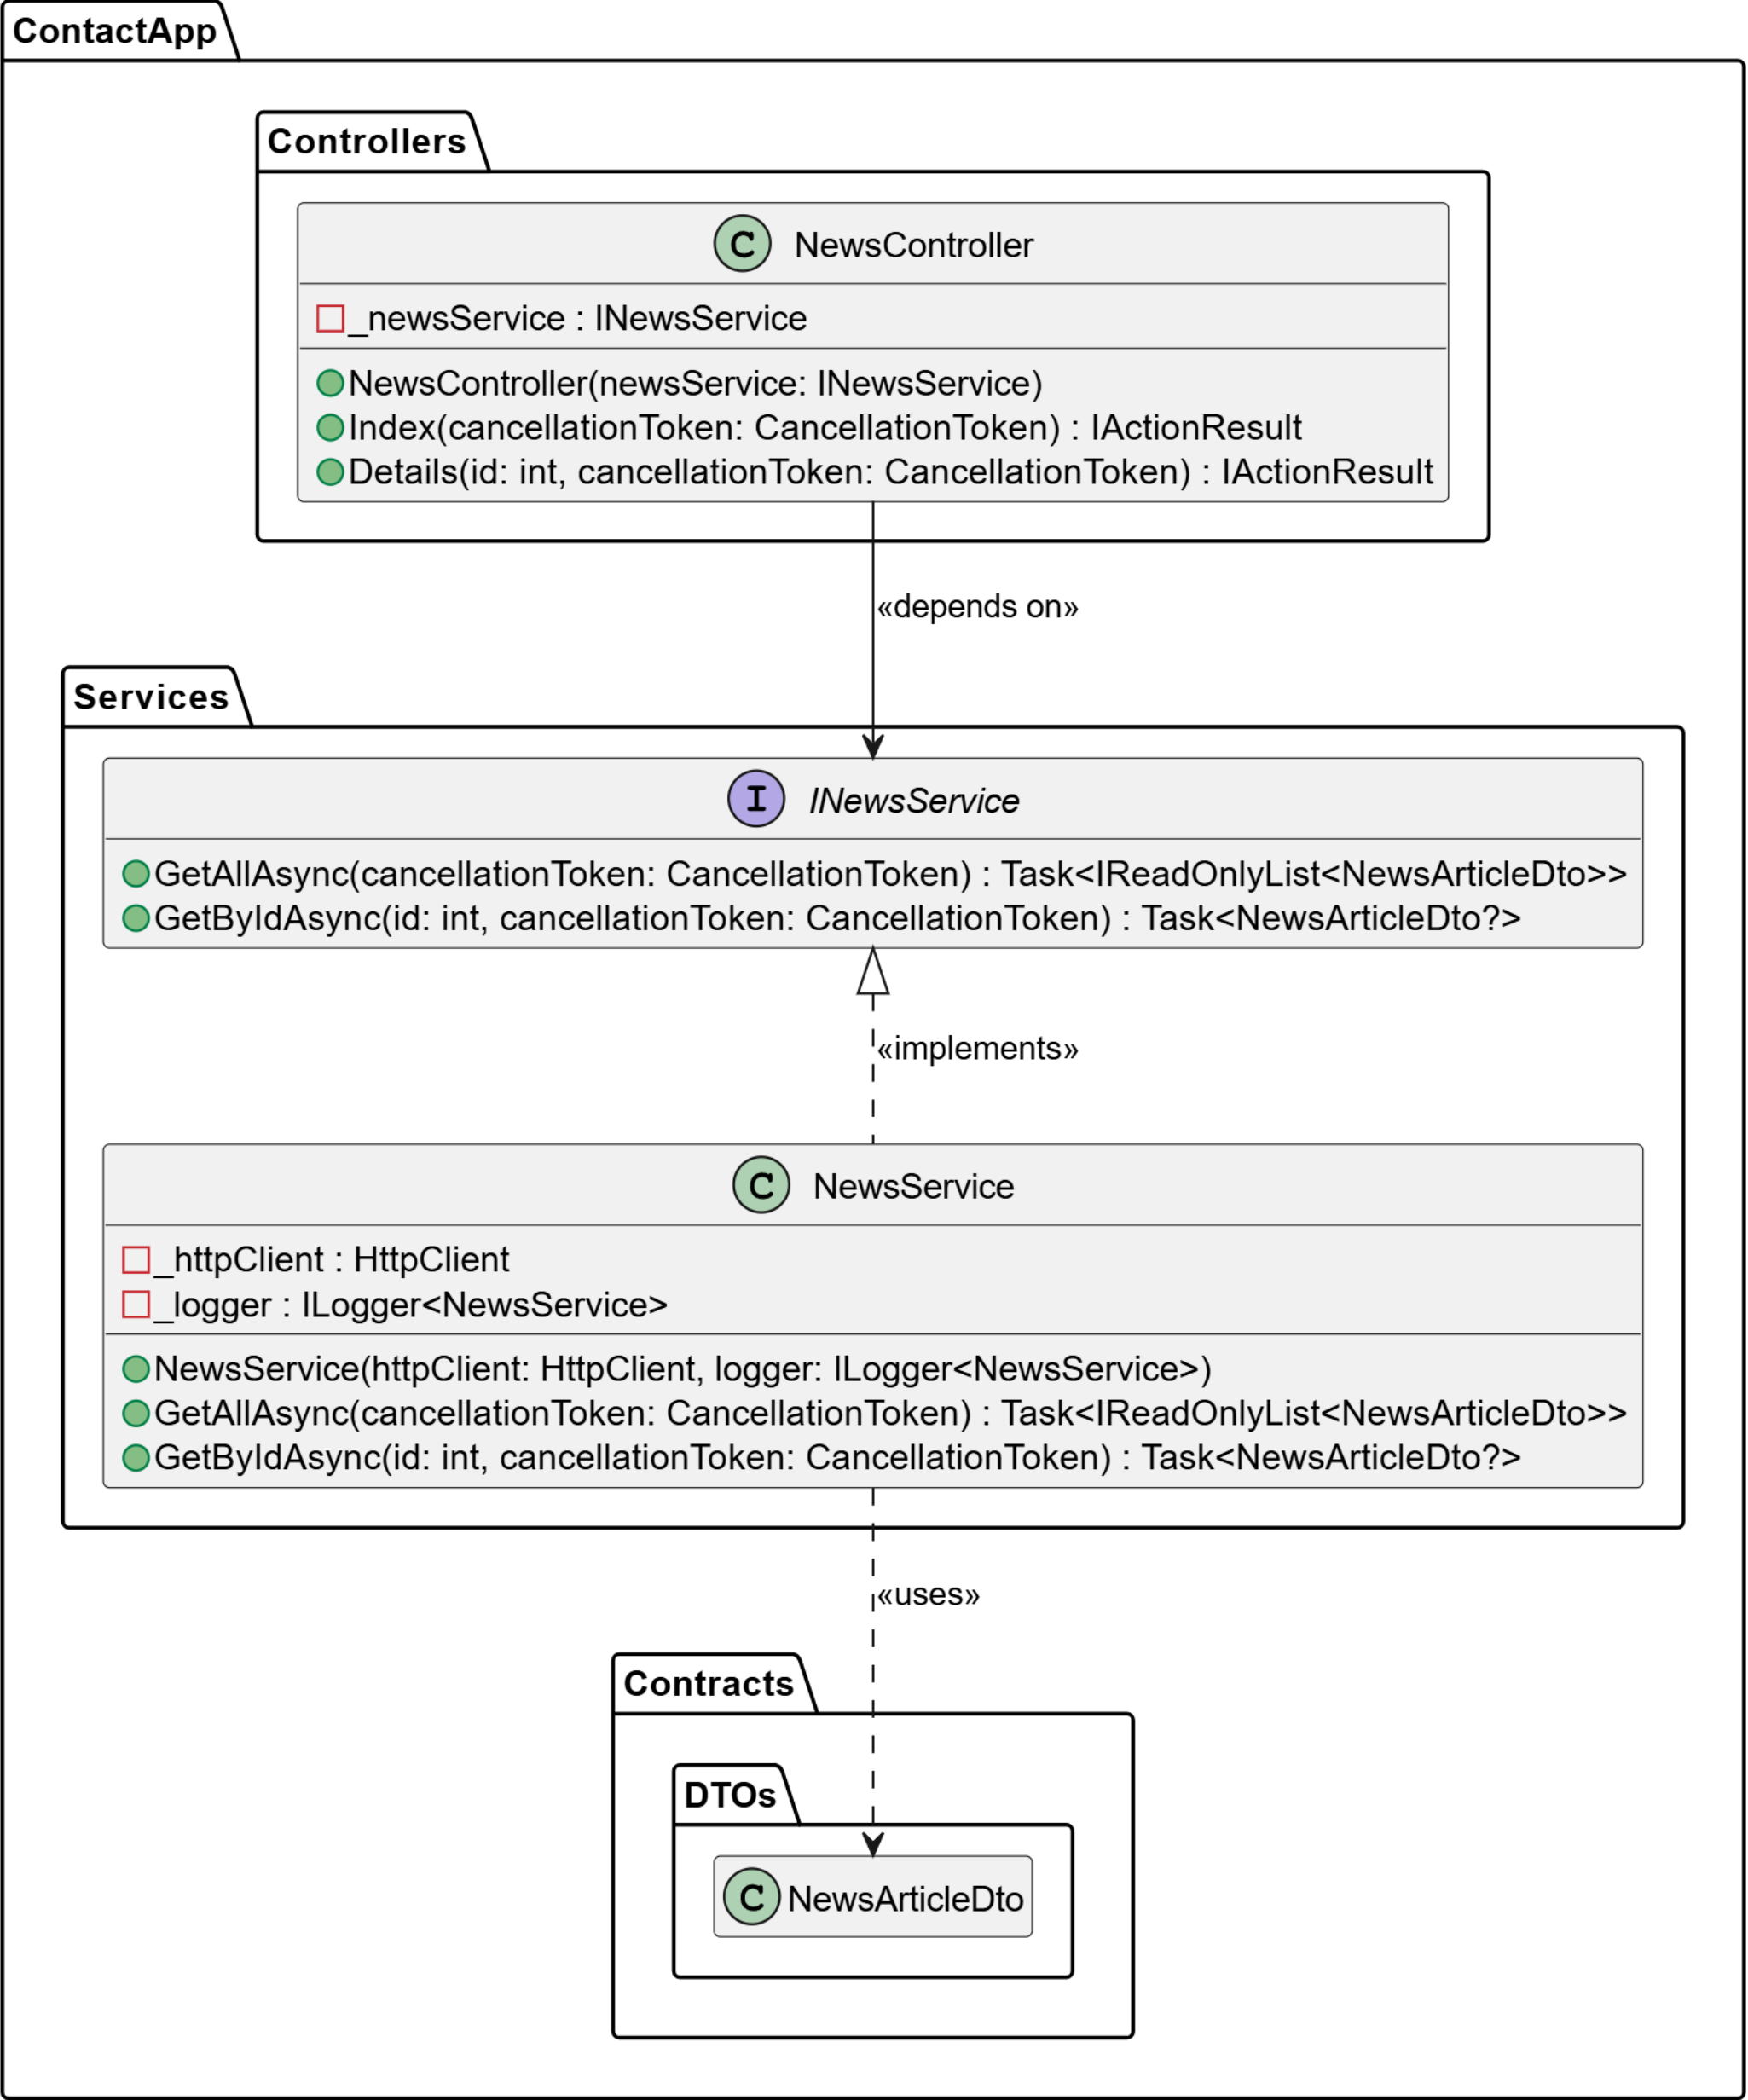 ContactApp
Controllers
C NewsController
_newsService : INewsService
NewsController(newsService: INewsService)
Index(cancellationToken: CancellationToken) : IActionResult
Details(id: int, cancellationToken: CancellationToken) : IActionResult
«depends on»
Services
I INewsService
GetAllAsync(cancellationToken: CancellationToken) : Task<IReadOnlyList<NewsArticleDto>>
GetByIdAsync(id: int, cancellationToken: CancellationToken) : Task<NewsArticleDto?>
«implements»
C NewsService
_httpClient : HttpClient
_logger : ILogger<NewsService>
NewsService(httpClient: HttpClient, logger: ILogger<NewsService>)
GetAllAsync(cancellationToken: CancellationToken) : Task<IReadOnlyList<NewsArticleDto>>
GetByIdAsync(id: int, cancellationToken: CancellationToken) : Task<NewsArticleDto?>
«uses»
Contracts
DTOs
C NewsArticleDto